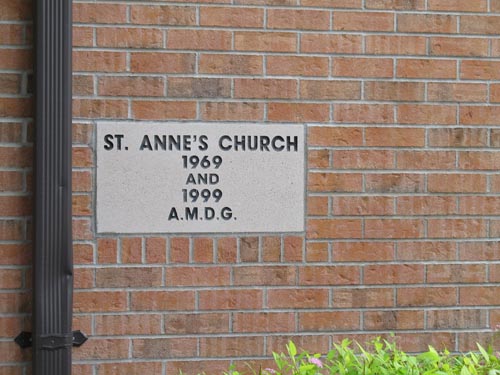 ST. ANNE'S CHURCH
1969
AND
1999
A.M.D.G.